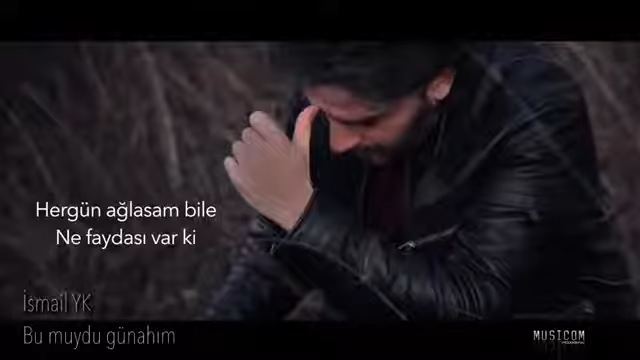 Hergün ağlasam bile
Ne faydası var ki
İsmail YK
Bu muydu günahım
MUSICOM